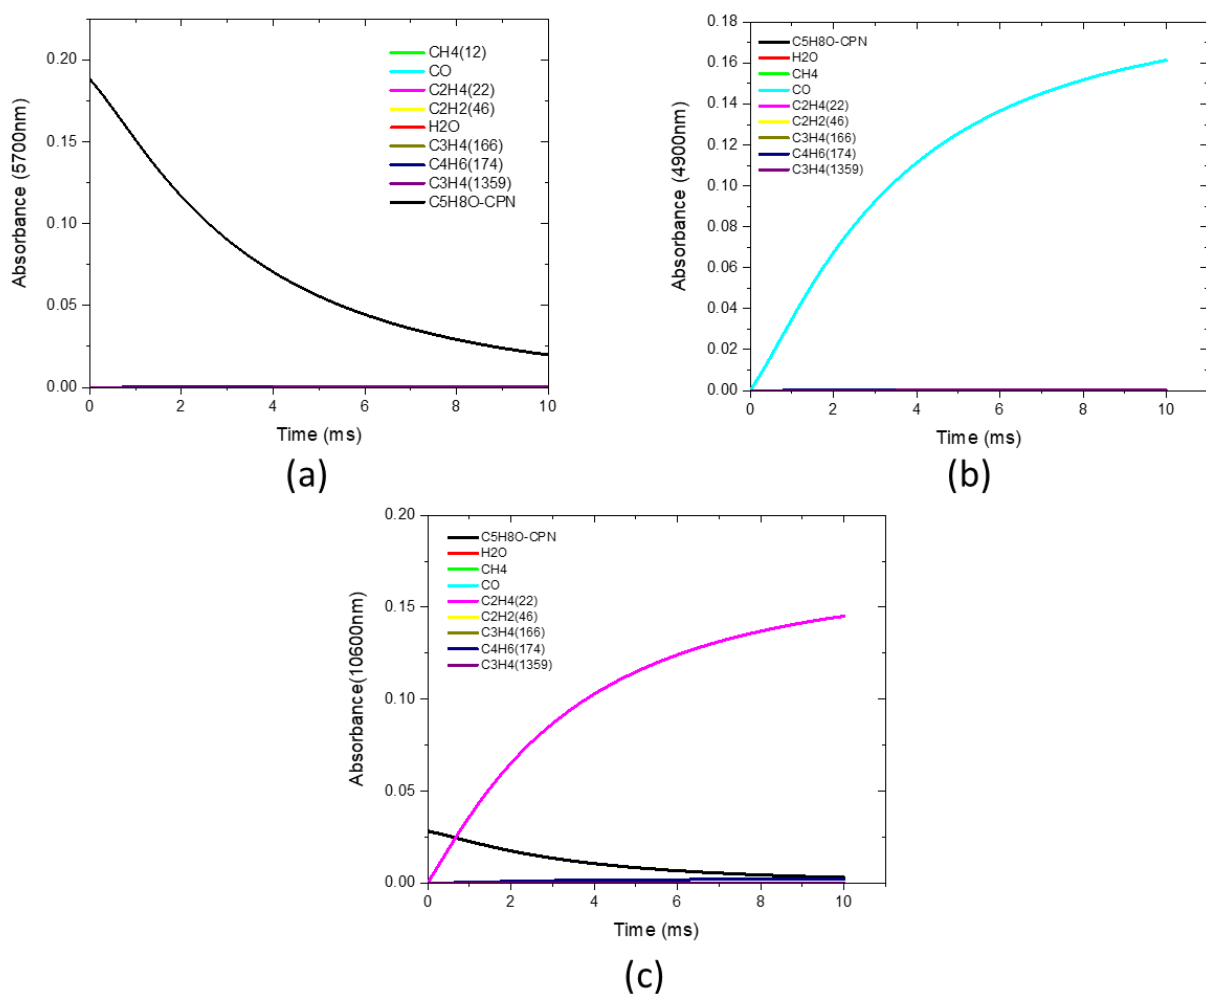 Absorbance (5700nm)
0.20
0.15
0.10
0.05
0.00
CH4(12)
CO
C2H4(22)
C2H2(46)
H2O
C3H4(166)
C4H6(174)
C3H4(1359)
C5H8O-CPN
0 2 4 6 8 10
Time (ms)
(a)
Absorbance (4900nm)
0.18
0.16
0.14
0.12
0.10
0.08
0.06
0.04
0.02
0.00
C5H8O-CPN
H2O
CH4
CO
C2H4(22)
C2H2(46)
C3H4(166)
C4H6(174)
C3H4(1359)
0 2 4 6 8 10
Time (ms)
(b)
Absorbance(10600nm)
0.20
0.15
0.10
0.05
0.00
C5H8O-CPN
H2O
CH4
CO
C2H4(22)
C2H2(46)
C3H4(166)
C4H6(174)
C3H4(1359)
0 2 4 6 8 10
Time (ms)
(c)